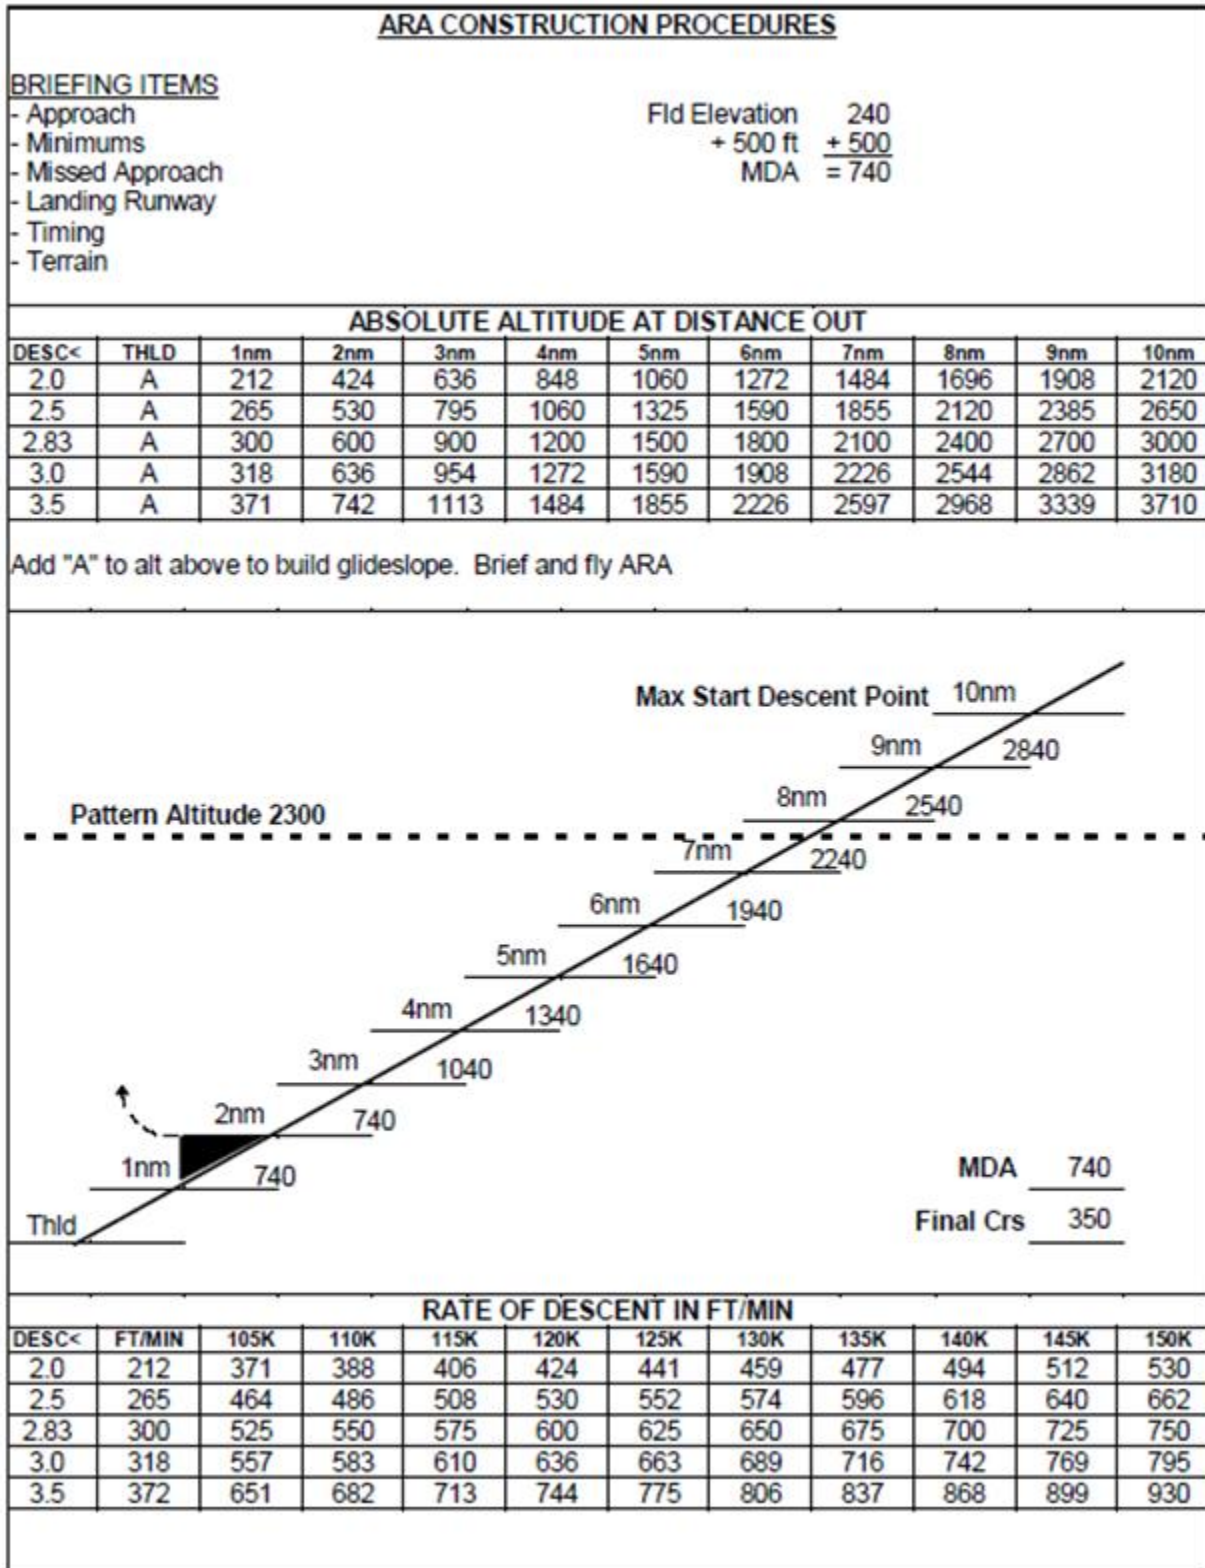 ARA CONSTRUCTION PROCEDURES
BRIEFING ITEMS
- Approach
- Minimums
- Missed Approach
- Landing Runway
- Timing
- Terrain
Fld Elevation 240
+ 500 ft + 500
MDA = 740
ABSOLUTE ALTITUDE AT DISTANCE OUT
DESC< THLD 1nm 2nm 3nm 4nm 5nm 6nm 7nm 8nm 9nm 10nm
2.0 A 212 424 636 848 1060 1272 1484 1696 1908 2120
2.5 A 265 530 795 1060 1325 1590 1855 2120 2385 2650
2.83 A 300 600 900 1200 1500 1800 2100 2400 2700 3000
3.0 A 318 636 954 1272 1590 1908 2226 2544 2862 3180
3.5 A 371 742 1113 1484 1855 2226 2597 2968 3339 3710
Add "A" to alt above to build glideslope. Brief and fly ARA
Max Start Descent Point 10nm
9nm 2840
8nm 2540
Pattern Altitude 2300
7nm 2240
6nm 1940
5nm 1640
4nm 1340
3nm 1040
2nm 740
1nm 740
Thld
MDA 740
Final Crs 350
RATE OF DESCENT IN FT/MIN
DESC< FT/MIN 105K 110K 115K 120K 125K 130K 135K 140K 145K 150K
2.0 212 371 388 406 424 441 459 477 494 512 530
2.5 265 464 486 508 530 552 574 596 618 640 662
2.83 300 525 550 575 600 625 650 675 700 725 750
3.0 318 557 583 610 636 663 689 716 742 769 795
3.5 372 651 682 713 744 775 806 837 868 899 930